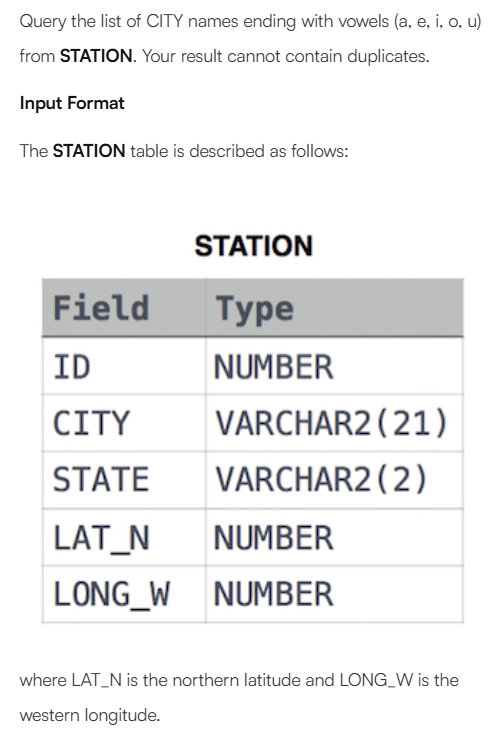 Query the list of CITY names ending with vowels (a, e, i, o, u)
from STATION. Your result cannot contain duplicates.
Input Format
The STATION table is described as follows:
STATION
Field Type
ID NUMBER
CITY VARCHAR2(21)
STATE VARCHAR2(2)
LAT_N NUMBER
LONG_W NUMBER
where LAT_N is the northern latitude and LONG_W is the
western longitude.